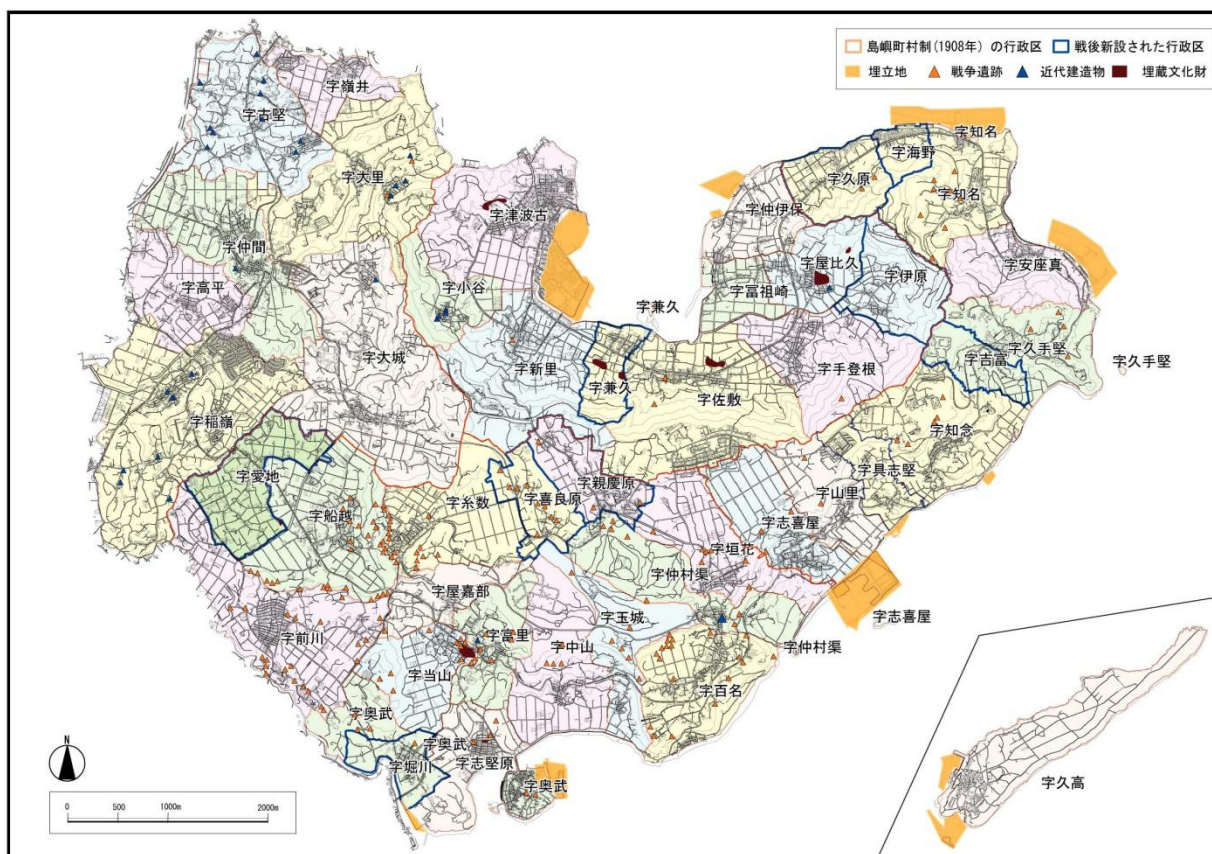 島嶼町村制(1908年) の行政区 戦後新設された行政区
埋立地 戦争遺跡 近代建造物 埋蔵文化財
字嶺井
字古堅
字大里
字津波古
字仲間
字高平
字小谷
字大城
字新里
字稲嶺
字兼久
字兼久
字佐敷
字知名
字海野
字久原
字知名
字仲伊保
字屋比久
字伊原
字安座真
字冨祖崎
字手登根
字吉富
字久手堅
字久手堅
字知念
字具志堅
字山里
字志喜屋
字志喜屋
字愛地
字船越
字糸数
字喜良原
字親慶原
字垣花
字仲村渠
字仲村渠
字屋嘉部
字玉城
字前川
字富里
字中山
字当山
字百名
字奥武
字奥武
字志堅原
字堀川
字奥武
字久高
N
0 500 1000m 2000m